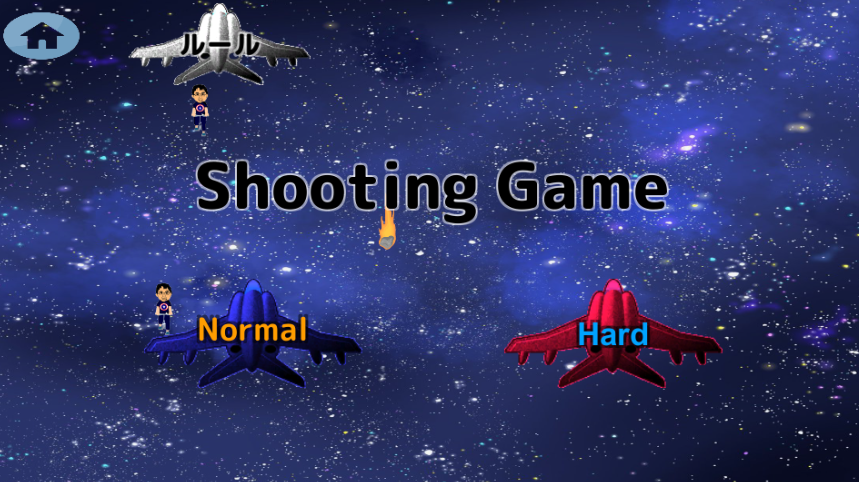 ルール
Shooting Game
Normal
Hard